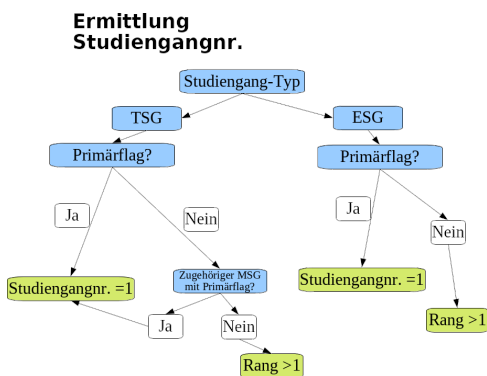 Ermittlung
Studiengangnr.
Studiengang-Typ
TSG
ESG
Primärflag?
Primärflag?
Ja
Nein
Ja
Nein
Zugehöriger MSG
mit Primärflag?
Studiengangnr. =1
Studiengangnr. =1
Ja
Nein
Rang >1
Rang >1